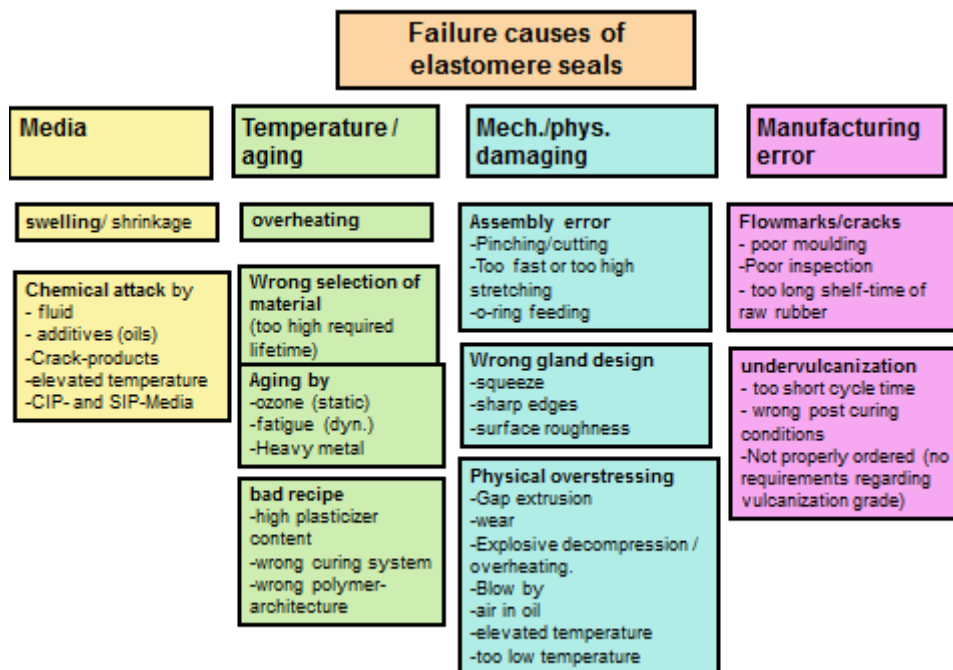 Failure causes of
elastomere seals
Media
swelling/ shrinkage
Chemical attack by
- fluid
- additives (oils)
-Crack-products
-elevated temperature
-CIP- and SIP-Media
Temperature /
aging
overheating
Wrong selection of
material
(too high required
lifetime)
Aging by
-ozone (static)
-fatigue (dyn.)
-Heavy metal
bad recipe
-high plasticizer
content
-wrong curing system
-wrong polymer-
architecture
Mech./phys.
damaging
Assembly error
-Pinching/cutting
-Too fast or too high
stretching
-o-ring feeding
Wrong gland design
-squeeze
-sharp edges
-surface roughness
Physical overstressing
-Gap extrusion
-wear
-Explosive decompression /
overheating.
-Blow by
-air in oil
-elevated temperature
-too low temperature
Manufacturing
error
Flowmarks/cracks
- poor moulding
-Poor inspection
- too long shelf-time of
raw rubber
undervulcanization
- too short cycle time
- wrong post curing
conditions
-Not properly ordered (no
requirements regarding
vulcanization grade)